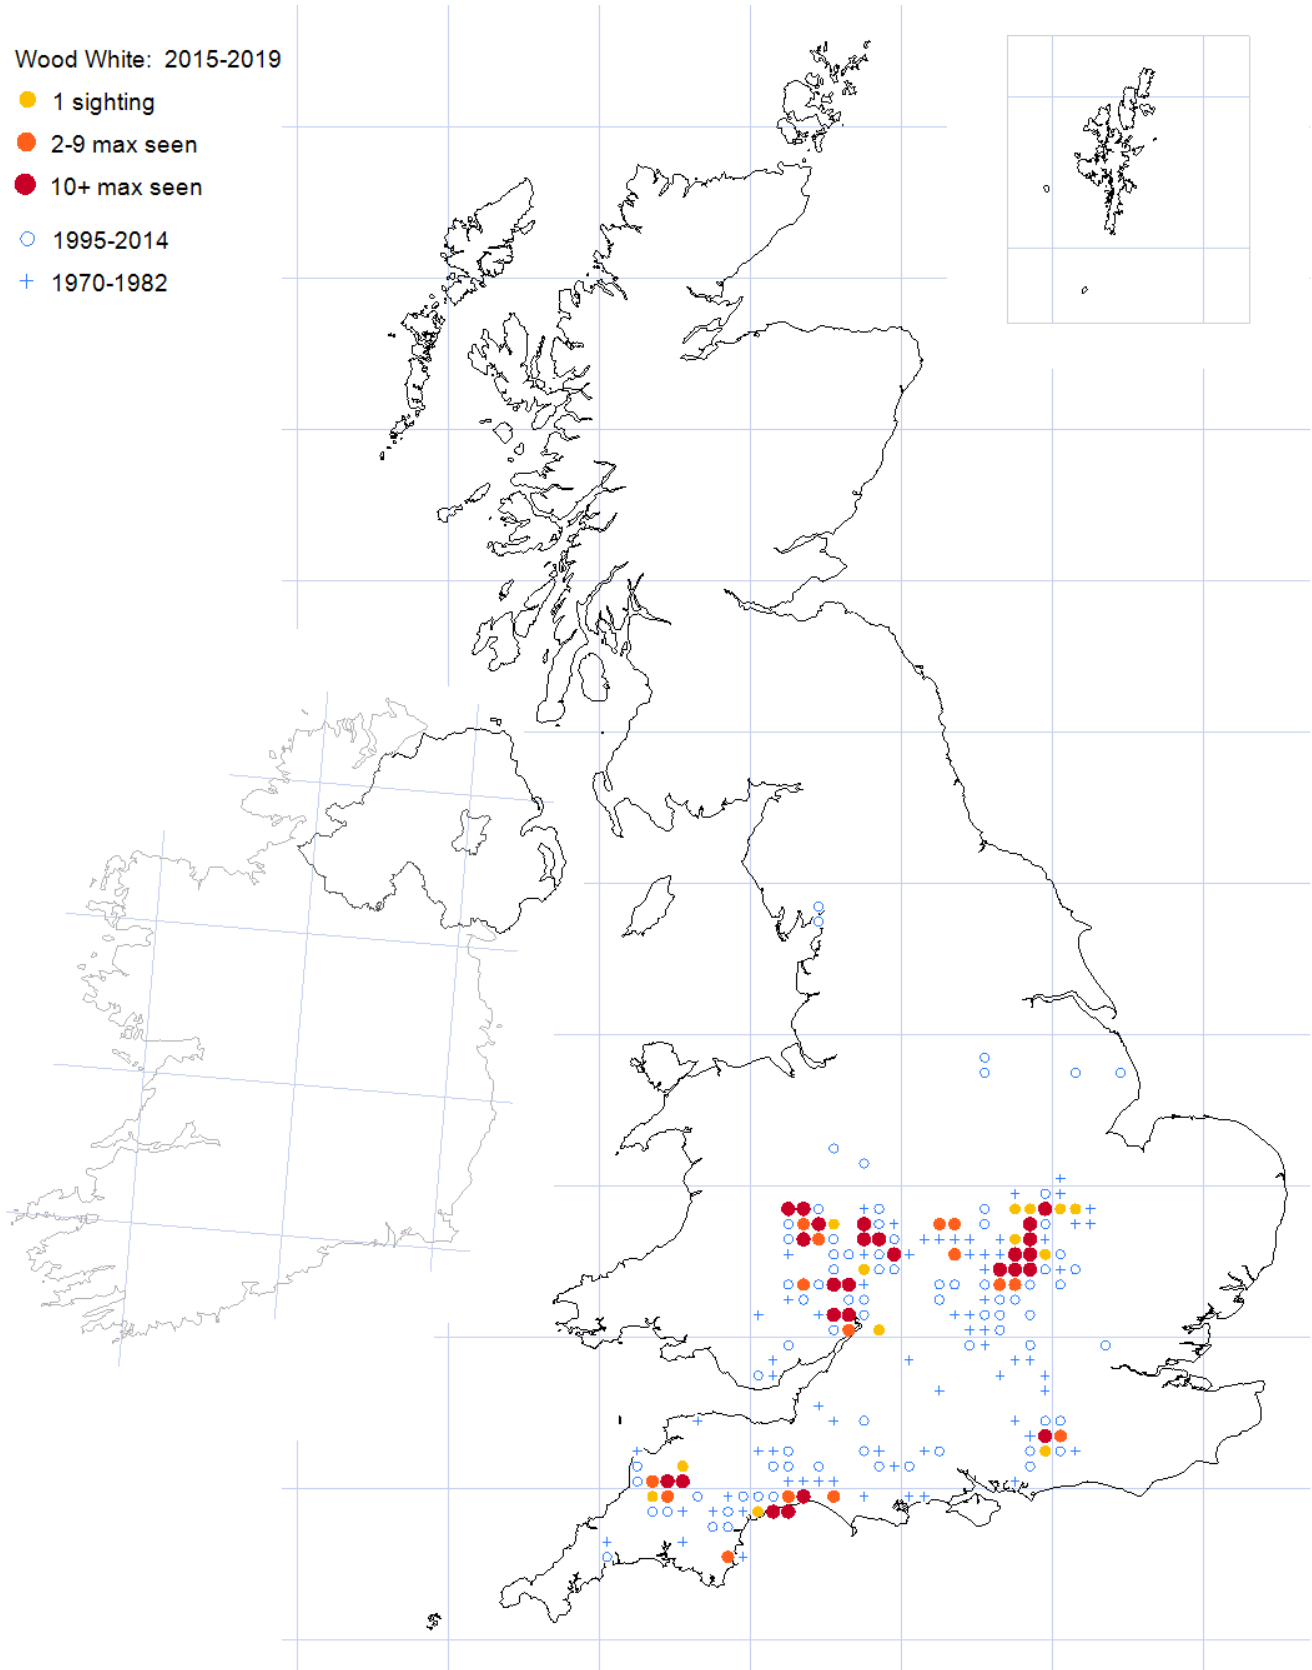 Wood White: 2015-2019
1 sighting
2-9 max seen
10+ max seen
1995-2014
1970-1982